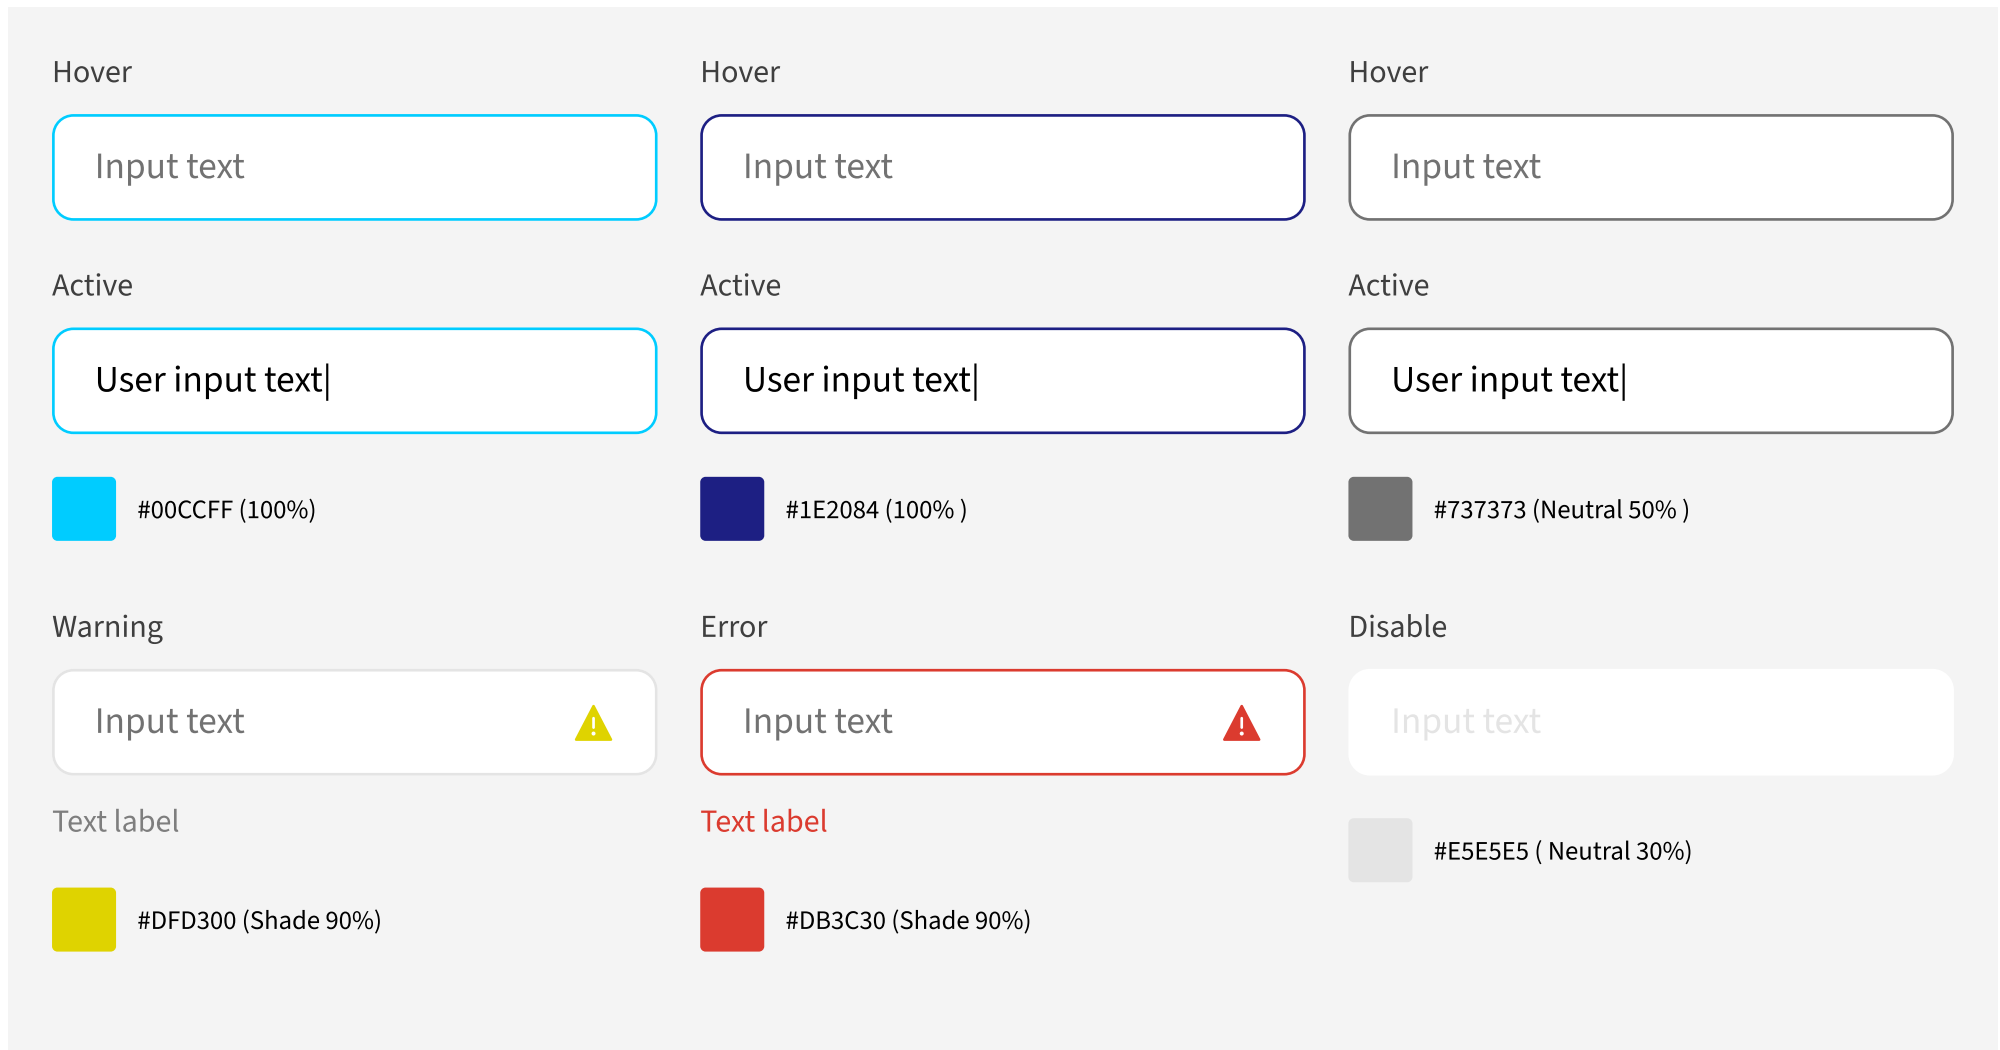 Hover
Hover
Hover
Input text
Input text
Input text
Active
Active
Active
User input text
User input text
User input text
#00CCFF (100%)
#1E2084 (100% )
#737373 (Neutral 50% )
Warning
Error
Disable
Input text
Input text
Input text
Text label
Text label
#E5E5E5 ( Neutral 30%)
#DFD300 (Shade 90%)
#DB3C30 (Shade 90%)